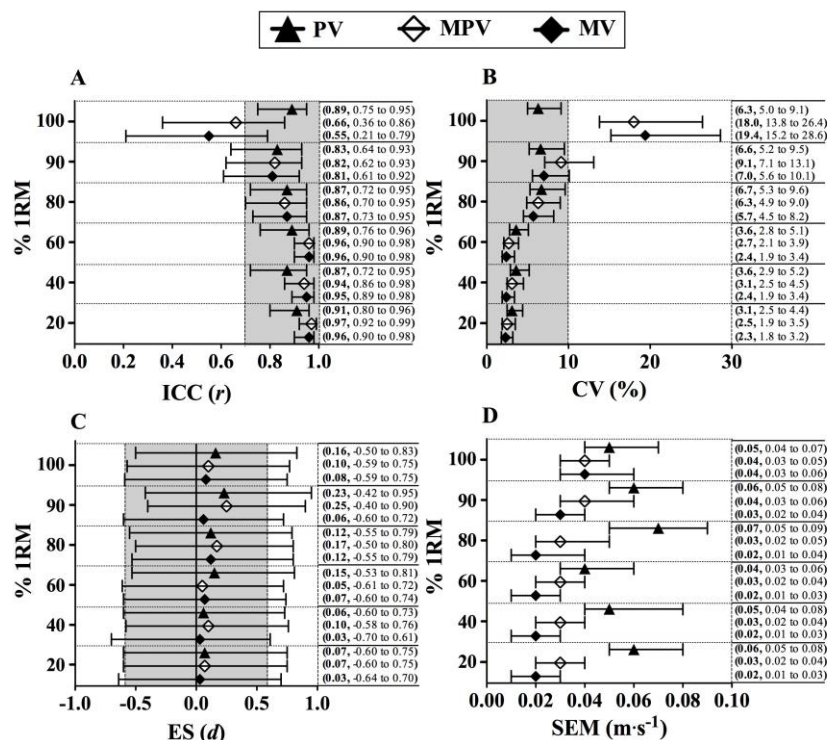 PV MPV MV
A
% 1RM
100
90
80
60
40
20
(0.89, 0.75 to 0.95)
(0.66, 0.36 to 0.86)
(0.55, 0.21 to 0.79)
(0.83, 0.64 to 0.93)
(0.82, 0.62 to 0.93)
(0.81, 0.61 to 0.92)
(0.87, 0.72 to 0.95)
(0.86, 0.70 to 0.95)
(0.87, 0.73 to 0.95)
(0.89, 0.76 to 0.96)
(0.96, 0.90 to 0.98)
(0.96, 0.90 to 0.98)
(0.87, 0.72 to 0.95)
(0.94, 0.86 to 0.98)
(0.95, 0.89 to 0.98)
(0.91, 0.80 to 0.96)
(0.97, 0.92 to 0.99)
(0.96, 0.90 to 0.98)
0.0 0.2 0.4 0.6 0.8 1.0
ICC (r)
B
% 1RM
100
90
80
60
40
20
(6.3, 5.0 to 9.1)
(18.0, 13.8 to 26.4)
(19.4, 15.2 to 28.6)
(6.6, 5.2 to 9.5)
(9.1, 7.1 to 13.1)
(7.0, 5.6 to 10.1)
(6.7, 5.3 to 9.6)
(6.3, 4.9 to 9.0)
(5.7, 4.5 to 8.2)
(3.6, 2.8 to 5.1)
(2.7, 2.1 to 3.9)
(2.4, 1.9 to 3.4)
(3.6, 2.9 to 5.2)
(3.1, 2.5 to 4.5)
(2.4, 1.9 to 3.4)
(3.1, 2.5 to 4.4)
(2.5, 1.9 to 3.5)
(2.3, 1.8 to 3.2)
0 10 20 30
CV (%)
C
% 1RM
100
90
80
60
40
20
(0.16, -0.50 to 0.83)
(0.10, -0.59 to 0.75)
(0.08, -0.59 to 0.75)
(0.23, -0.42 to 0.95)
(0.25, -0.40 to 0.90)
(0.06, -0.60 to 0.72)
(0.12, -0.55 to 0.79)
(0.17, -0.50 to 0.80)
(0.12, -0.55 to 0.79)
(0.15, -0.53 to 0.81)
(0.05, -0.61 to 0.72)
(0.07, -0.60 to 0.74)
(0.06, -0.60 to 0.73)
(0.10, -0.58 to 0.76)
(0.03, -0.70 to 0.61)
(0.07, -0.60 to 0.75)
(0.07, -0.60 to 0.75)
(0.03, -0.64 to 0.70)
-1.0 -0.5 0.0 0.5 1.0
ES (d)
D
% 1RM
100
90
80
60
40
20
(0.05, 0.04 to 0.07)
(0.04, 0.03 to 0.05)
(0.04, 0.03 to 0.06)
(0.06, 0.05 to 0.08)
(0.04, 0.03 to 0.06)
(0.03, 0.02 to 0.04)
(0.07, 0.05 to 0.09)
(0.03, 0.02 to 0.05)
(0.02, 0.01 to 0.04)
(0.04, 0.03 to 0.06)
(0.03, 0.02 to 0.04)
(0.02, 0.01 to 0.03)
(0.05, 0.04 to 0.08)
(0.03, 0.02 to 0.04)
(0.02, 0.01 to 0.03)
(0.06, 0.05 to 0.08)
(0.03, 0.02 to 0.04)
(0.02, 0.01 to 0.03)
0.00 0.02 0.04 0.06 0.08 0.10
SEM (m·s⁻¹)